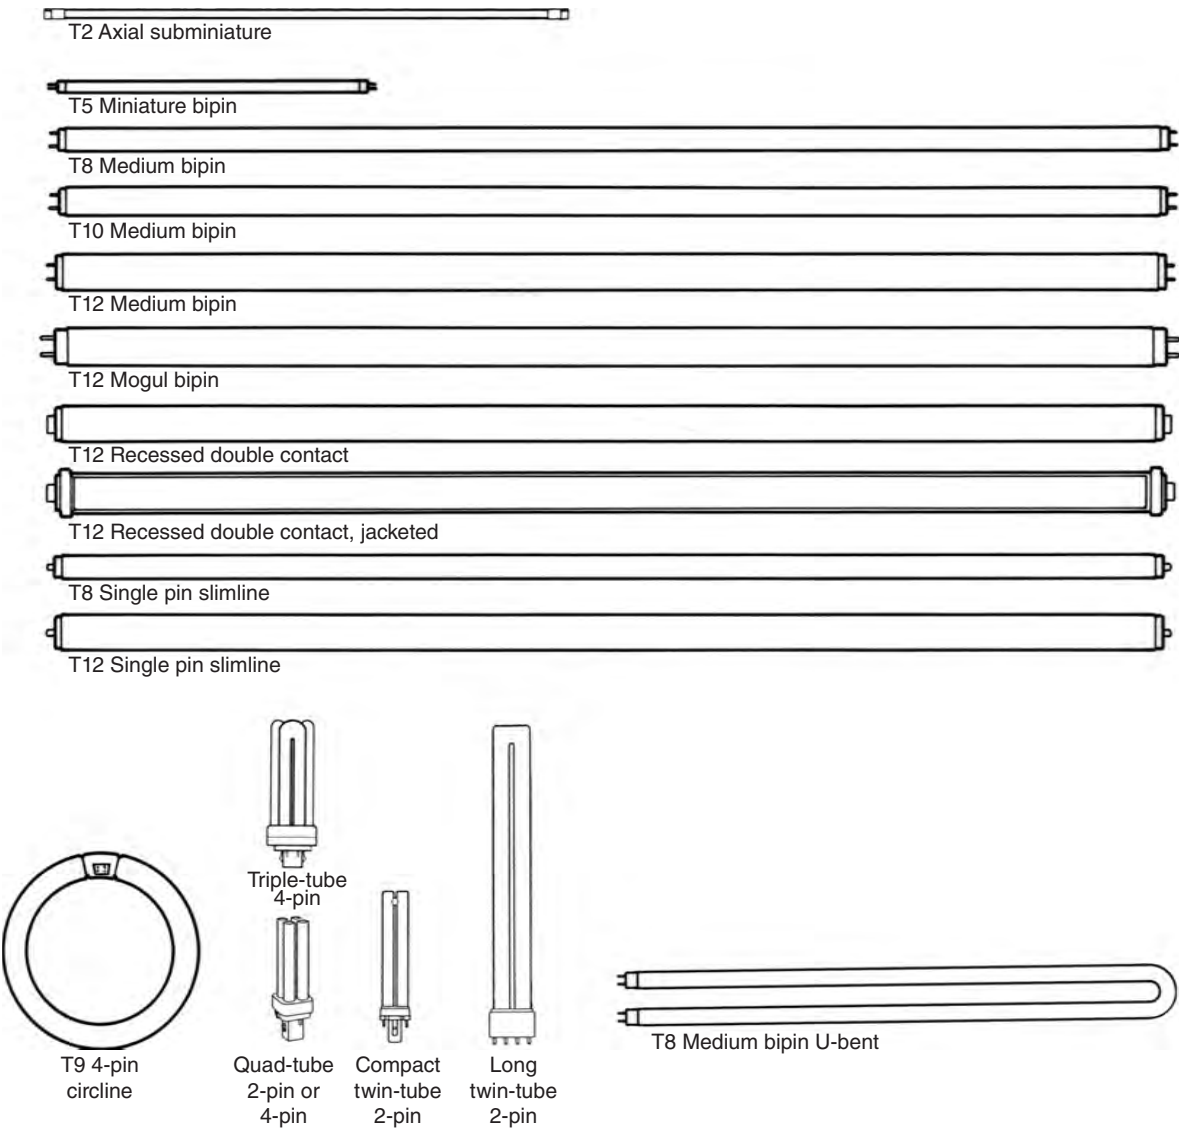 T2 Axial subminiature
T5 Miniature bipin
T8 Medium bipin
T10 Medium bipin
T12 Medium bipin
T12 Mogul bipin
T12 Recessed double contact
T12 Recessed double contact, jacketed
T8 Single pin slimline
T12 Single pin slimline
Triple-tube
4-pin
T9 4-pin
circline
Quad-tube
2-pin or
4-pin
Compact
twin-tube
2-pin
Long
twin-tube
2-pin
T8 Medium bipin U-bent